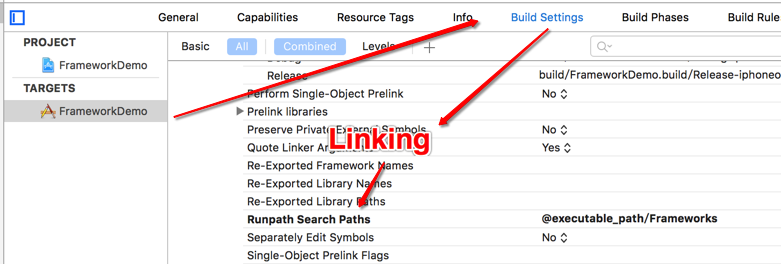 General Capabilities Resource Tags Info Build Settings Build Phases Build Rule
Basic All Combined Levels +
PROJECT
FrameworkDemo
TARGETS
FrameworkDemo
Release build/FrameworkDemo.build/Release-iphoneo
Perform Single-Object Prelink No
Prelink libraries
Preserve Private External Symbols No
Quote Linker Arguments Yes
Linking
Re-Exported Framework Names
Re-Exported Library Names
Re-Exported Library Paths
Runpath Search Paths @executable_path/Frameworks
Separately Edit Symbols No
Single-Object Prelink Flags